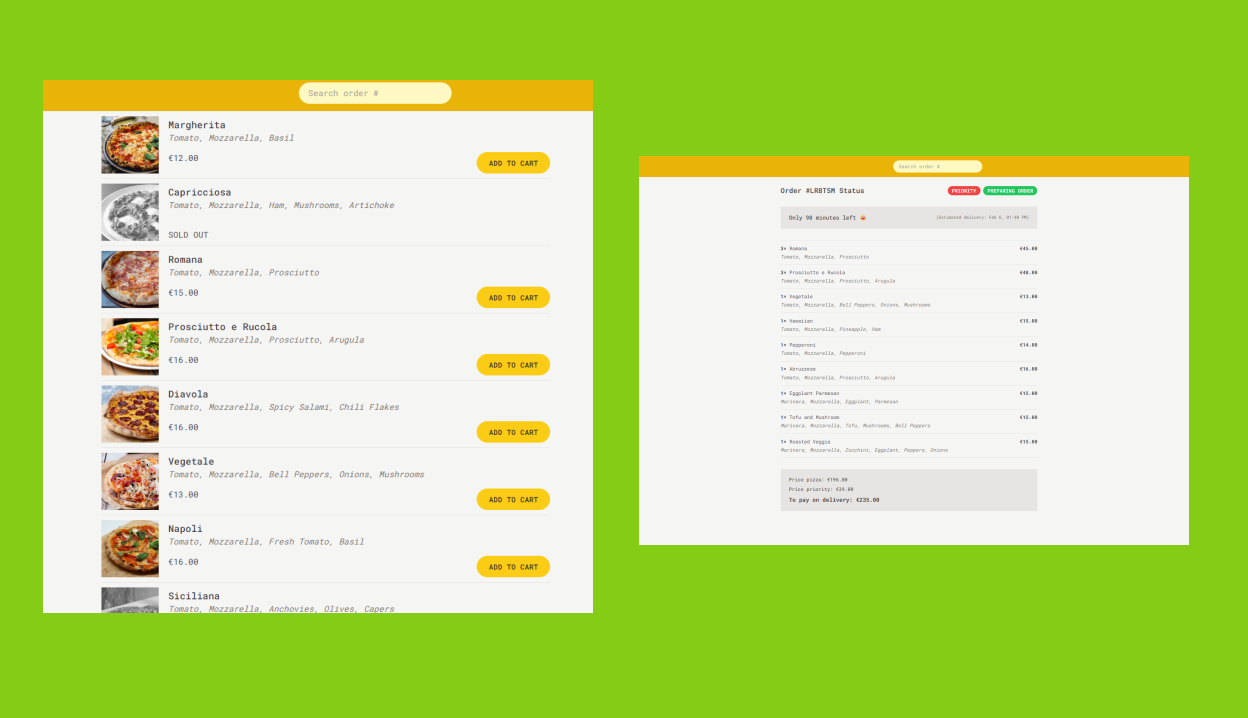 Search order #
Margherita
Tomato, Mozzarella, Basil
€12.00
ADD TO CART
Capricciosa
Tomato, Mozzarella, Ham, Mushrooms, Artichoke
SOLD OUT
Romana
Tomato, Mozzarella, Prosciutto
€15.00
ADD TO CART
Prosciutto e Rucola
Tomato, Mozzarella, Prosciutto, Arugula
€16.00
ADD TO CART
Diavola
Tomato, Mozzarella, Spicy Salami, Chili Flakes
€16.00
ADD TO CART
Vegetale
Tomato, Mozzarella, Bell Peppers, Onions, Mushrooms
€13.00
ADD TO CART
Napoli
Tomato, Mozzarella, Fresh Tomato, Basil
€16.00
ADD TO CART
Siciliana
Tomato, Mozzarella, Anchovies, Olives, Capers
Search order #
Order #LR0T5M Status PRIORITY PREPARING ORDER
Only 98 minutes left (Estimated delivery: Feb 6, 01:40 PM)
3× Romana €45.00
Tomato, Mozzarella, Prosciutto
3× Prosciutto e Rucola €48.00
Tomato, Mozzarella, Prosciutto, Arugula
1× Vegetale €13.00
Tomato, Mozzarella, Bell Peppers, Onions, Mushrooms
1× Hawaiian €15.00
Tomato, Mozzarella, Pineapple, Ham
1× Pepperoni €14.00
Tomato, Mozzarella, Pepperoni
1× Abruzzese €16.00
Tomato, Mozzarella, Prosciutto, Arugula
1× Eggplant Parmesan €15.00
Marinara, Mozzarella, Eggplant, Parmesan
1× Tofu and Mushroom €15.00
Marinara, Mozzarella, Tofu, Mushrooms, Bell Peppers
1× Roasted Veggie €15.00
Marinara, Mozzarella, Zucchini, Eggplant, Peppers, Onions
Price pizza: €196.00
Price priority: €39.00
To pay on delivery: €235.00